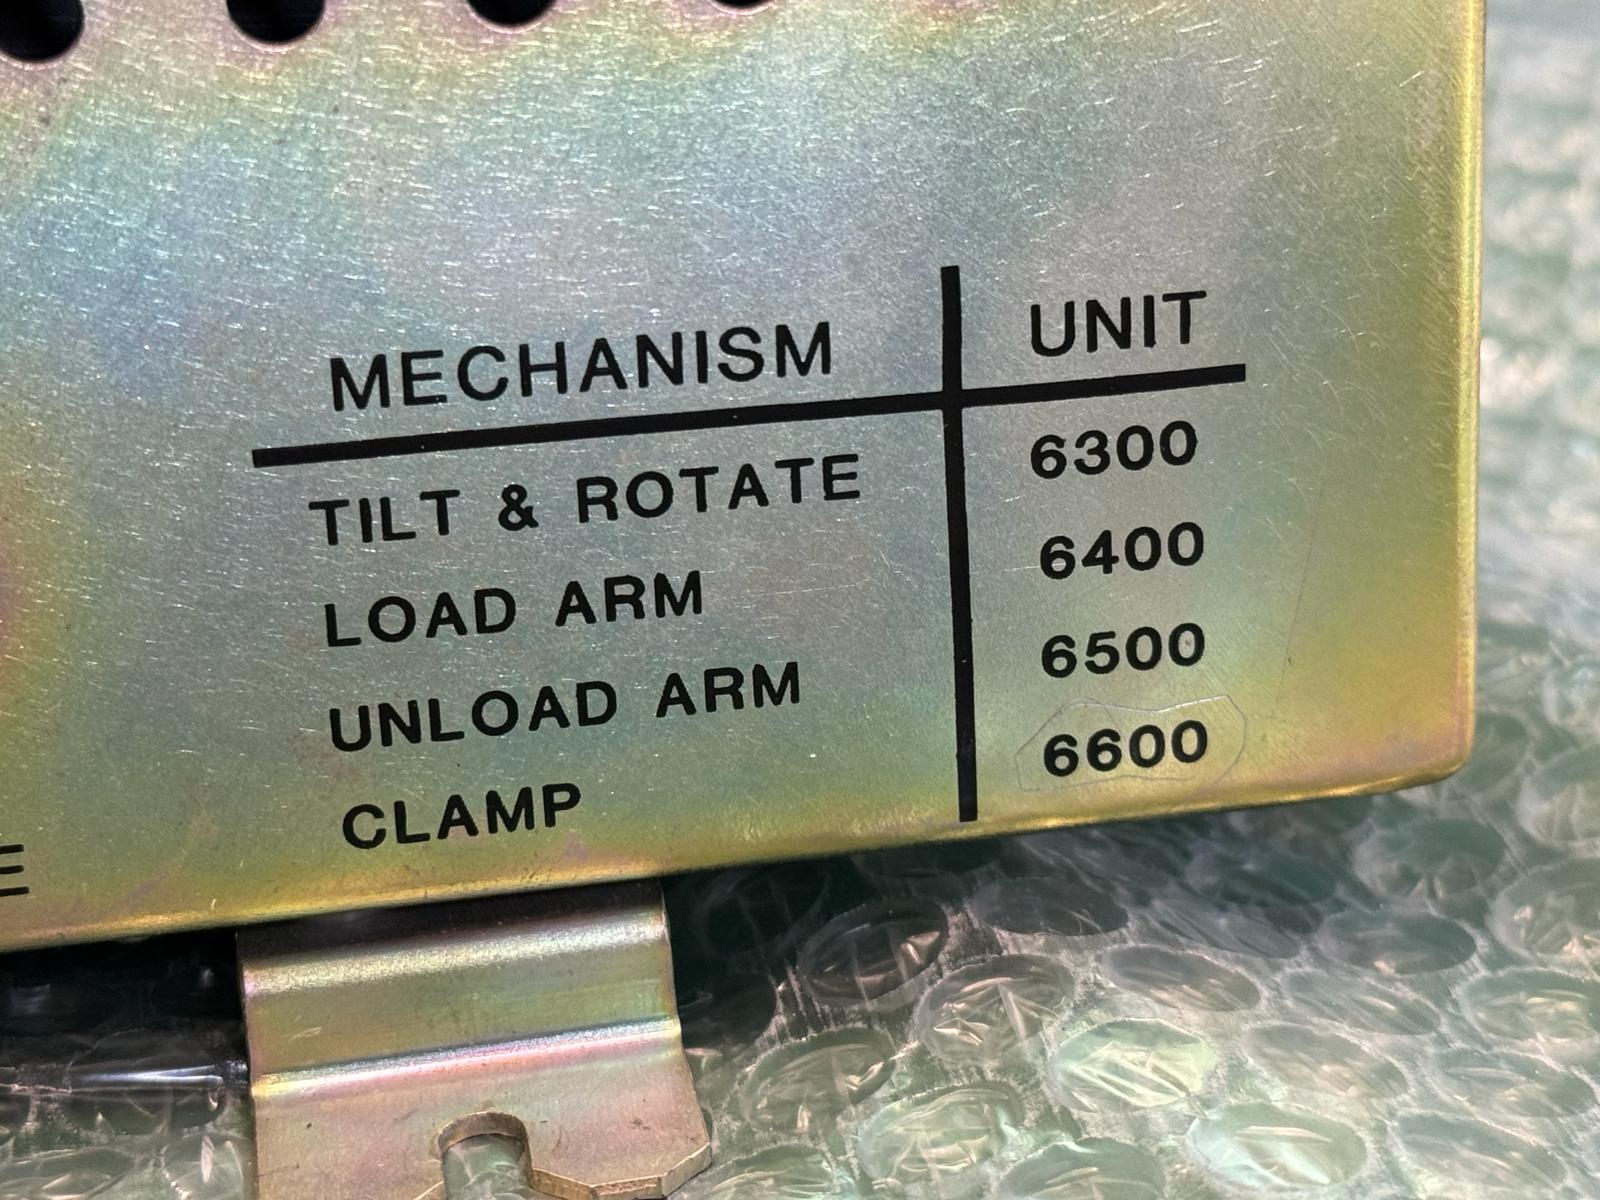 MECHANISM UNIT
TILT & ROTATE 6300
LOAD ARM 6400
UNLOAD ARM 6500
CLAMP 6600
E